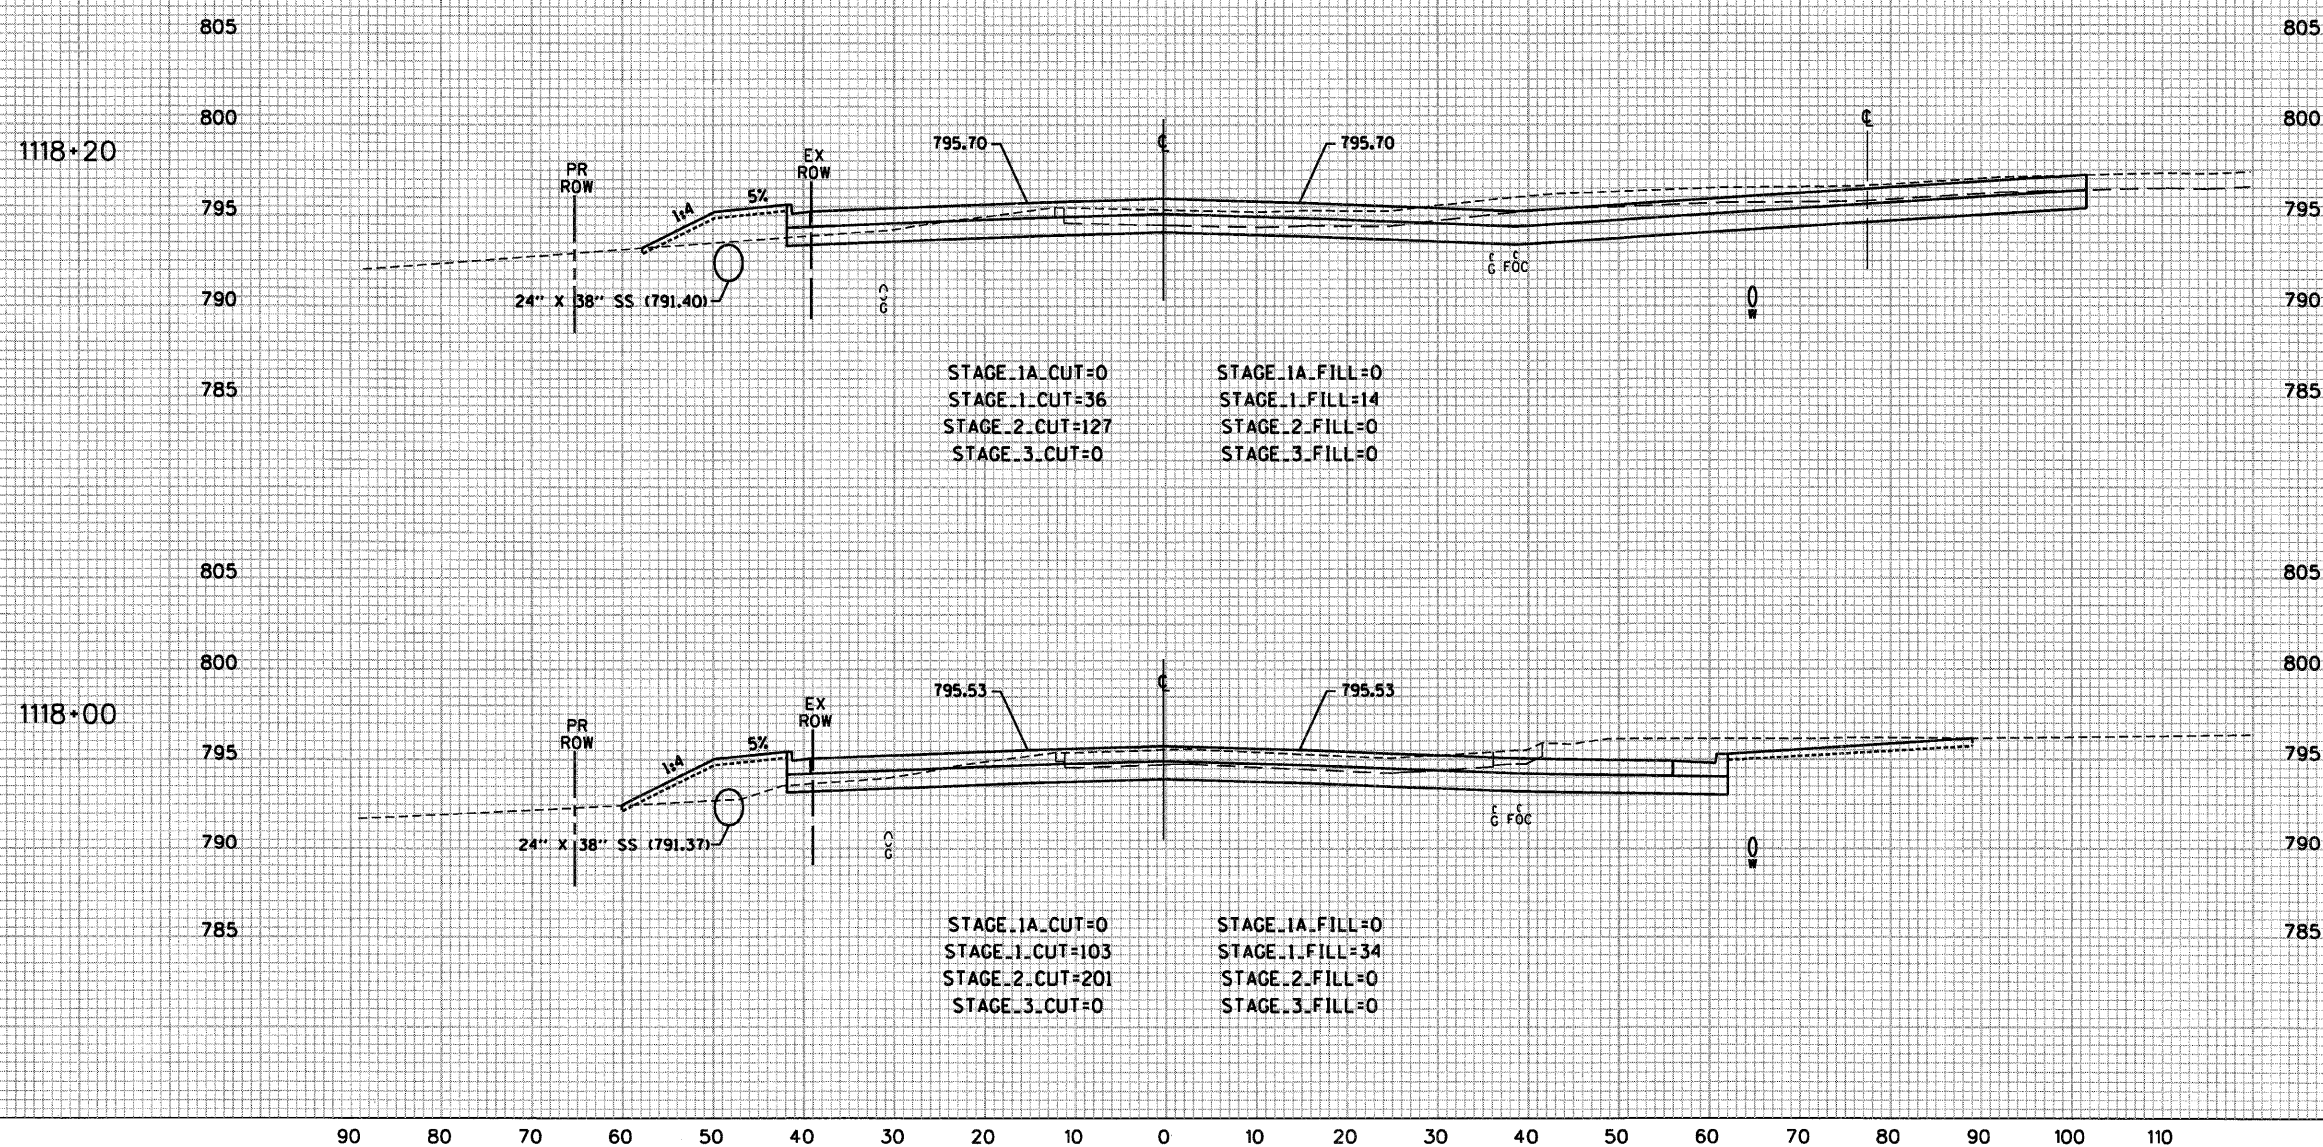 805 805
800 800
℄ ℄
795.70 795.70
1118+20
EX
ROW
PR
ROW
5%
1:4
795 795
C C
G FOC
24" X 38" SS (791.40)
790 790
G
W
STAGE_1A_CUT=0 STAGE_1A_FILL=0
785 785
STAGE_1_CUT=36 STAGE_1_FILL=14
STAGE_2_CUT=127 STAGE_2_FILL=0
STAGE_3_CUT=0 STAGE_3_FILL=0
805 805
800 800
℄
795.53 795.53
EX
ROW
1118+00
PR
ROW
5%
795 795
1:4
C C
G FOC
24" X 38" SS (791.37)
790 790
G
W
STAGE_1A_CUT=0 STAGE_1A_FILL=0
785 785
STAGE_1_CUT=103 STAGE_1_FILL=34
STAGE_2_CUT=201 STAGE_2_FILL=0
STAGE_3_CUT=0 STAGE_3_FILL=0
90 80 70 60 50 40 30 20 10 0 10 20 30 40 50 60 70 80 90 100 110